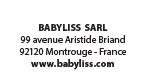 BABYLISS SARL
99 avenue Aristide Briand
92120 Montrouge - France
www.babyliss.com